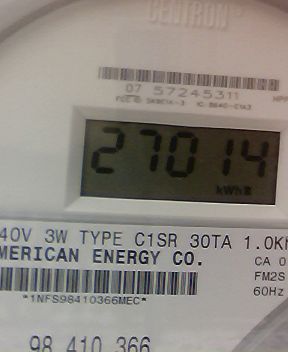 CENTRON
07 57245311
27014
kWh
40V 3W TYPE C1SR 30TA 1.0K
MERICAN ENERGY CO.
CA 0
FM2S
60Hz
*1NFS98410366MEC*
98 410 366